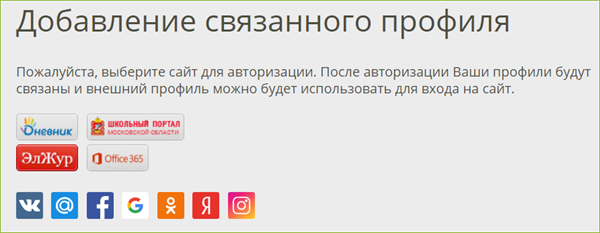 Добавление связанного профиля
Пожалуйста, выберите сайт для авторизации. После авторизации Ваши профили будут
связаны и внешний профиль можно будет использовать для входа на сайт.
Дневник
ШКОЛЬНЫЙ ПОРТАЛ
МОСКОВСКОЙ ОБЛАСТИ
ЭлЖур
Office 365